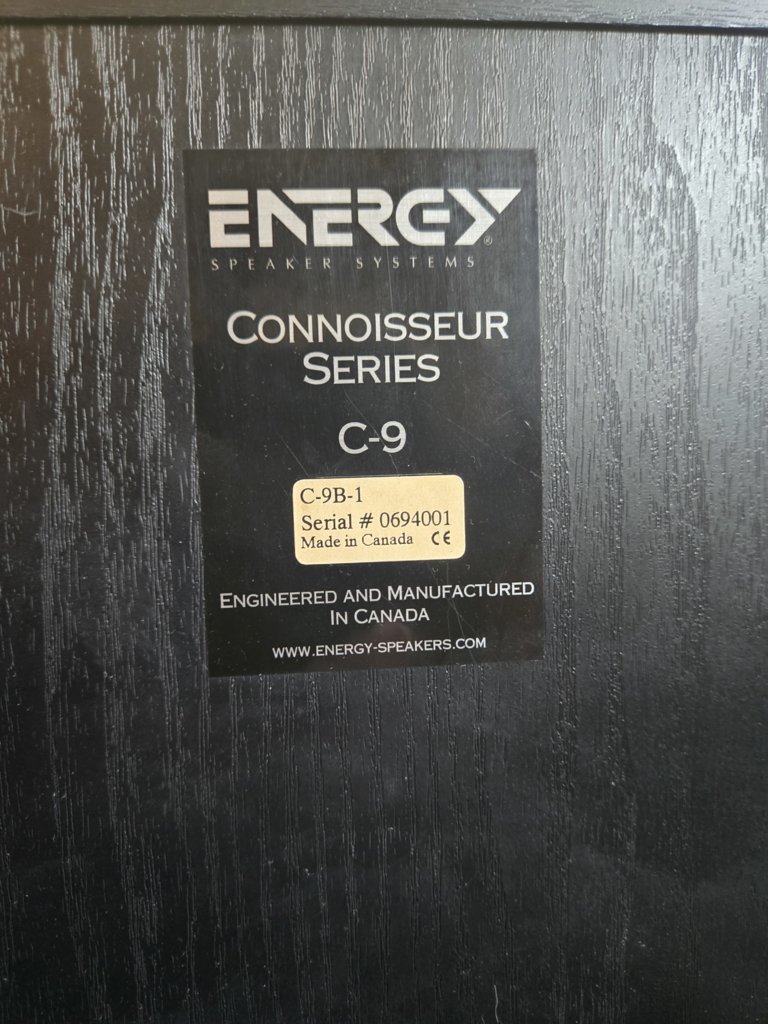 ENERGY®
SPEAKER SYSTEMS
CONNOISSEUR
SERIES
C-9
C-9B-1
Serial # 0694001
Made in Canada CE
ENGINEERED AND MANUFACTURED
IN CANADA
WWW.ENERGY-SPEAKERS.COM